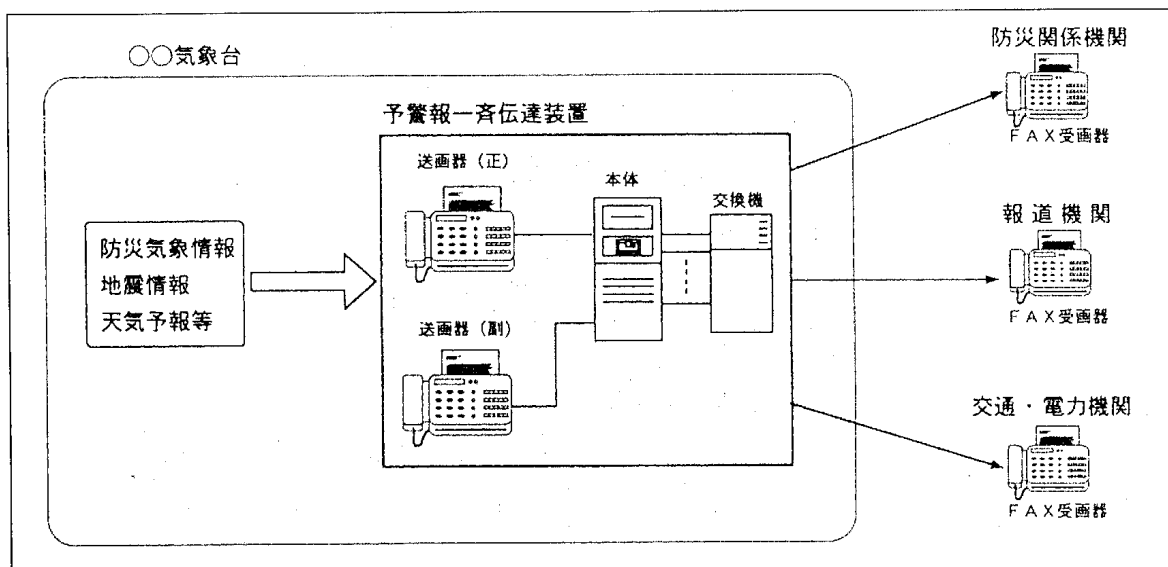 ○○気象台
予警報一斉伝達装置
送画器（正）
本体
交換機
防災気象情報
地震情報
天気予報等
送画器（副）
防災関係機関
ＦＡＸ受画器
報道機関
ＦＡＸ受画器
交通・電力機関
ＦＡＸ受画器